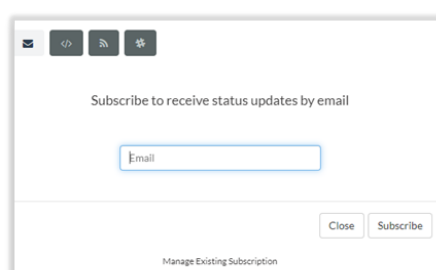 Subscribe to receive status updates by email
Email
Close Subscribe
Manage Existing Subscription